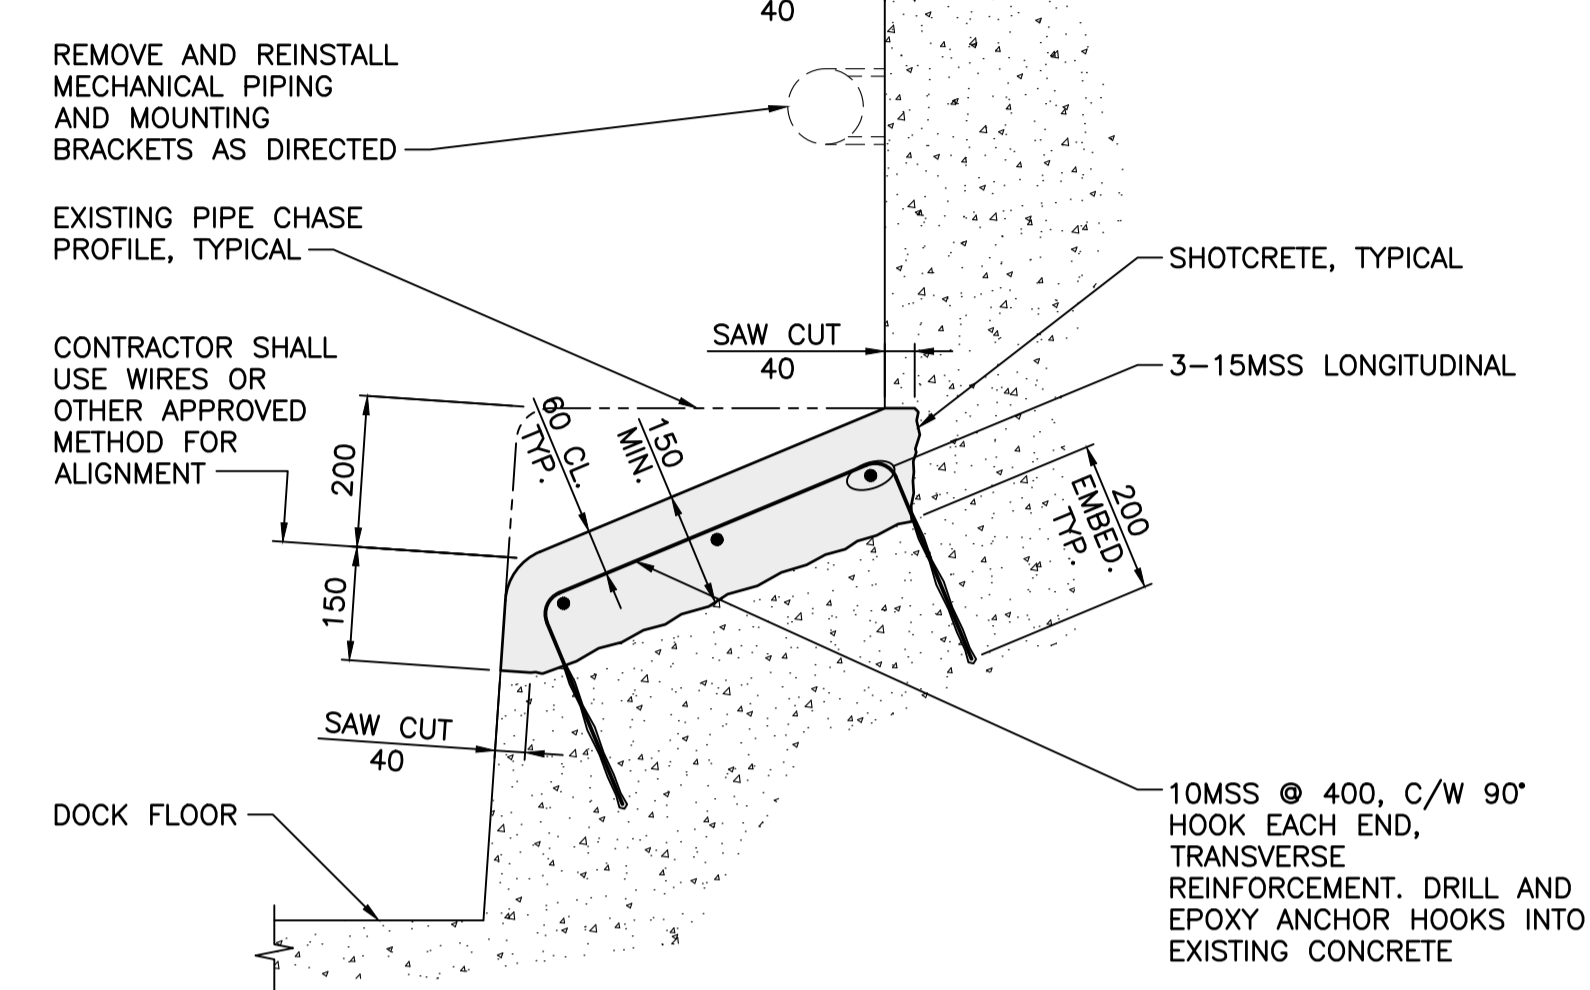 40
REMOVE AND REINSTALL
MECHANICAL PIPING
AND MOUNTING
BRACKETS AS DIRECTED
EXISTING PIPE CHASE
PROFILE, TYPICAL
SHOTCRETE, TYPICAL
CONTRACTOR SHALL
USE WIRES OR
OTHER APPROVED
METHOD FOR
ALIGNMENT
SAW CUT
40
3-15MSS LONGITUDINAL
200
60 CL.
TYP.
150
MIN.
200
EMBED.
TYP.
150
SAW CUT
40
DOCK FLOOR
10MSS @ 400, C/W 90°
HOOK EACH END,
TRANSVERSE
REINFORCEMENT. DRILL AND
EPOXY ANCHOR HOOKS INTO
EXISTING CONCRETE